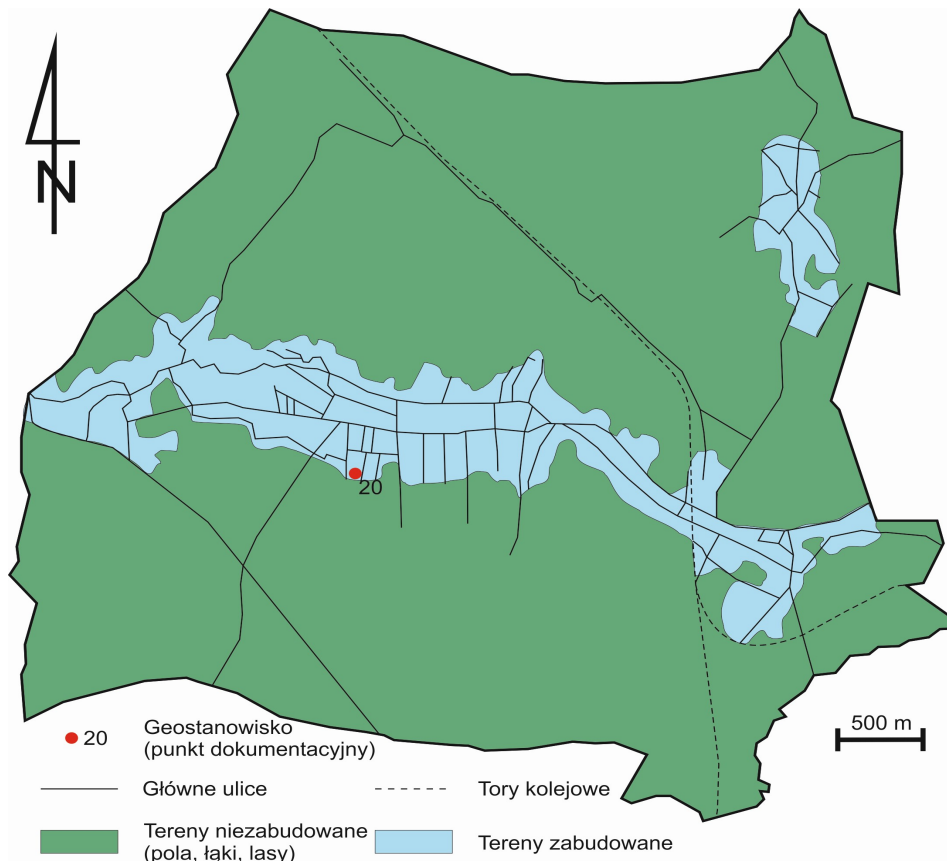 N
20
500 m
20
Geostanowisko
(punkt dokumentacyjny)
Główne ulice
Tory kolejowe
Tereny niezabudowane
(pola, łąki, lasy)
Tereny zabudowane